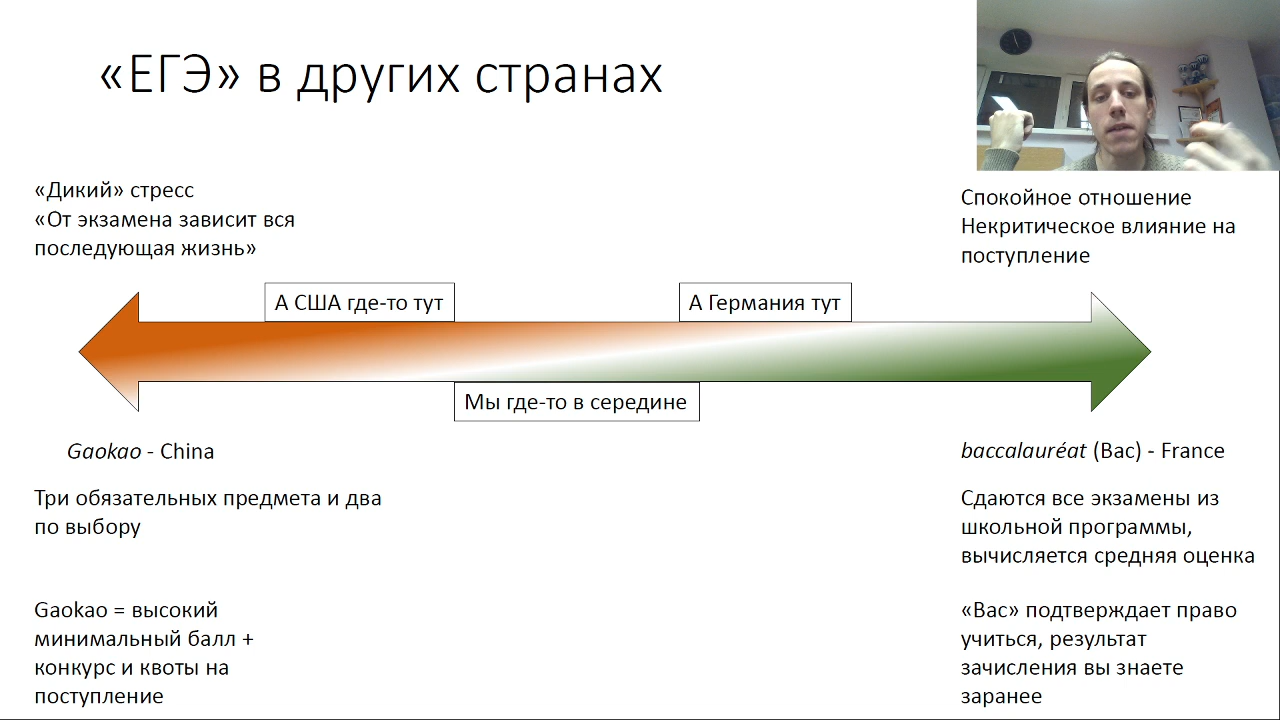 «ЕГЭ» в других странах
«Дикий» стресс
«От экзамена зависит вся
последующая жизнь»
Спокойное отношение
Некритическое влияние на
поступление
А США где-то тут
А Германия тут
Мы где-то в середине
Gaokao - China
baccalauréat (Bac) - France
Три обязательных предмета и два
по выбору
Сдаются все экзамены из
школьной программы,
вычисляется средняя оценка
Gaokao = высокий
минимальный балл +
конкурс и квоты на
поступление
«Bac» подтверждает право
учиться, результат
зачисления вы знаете
заранее